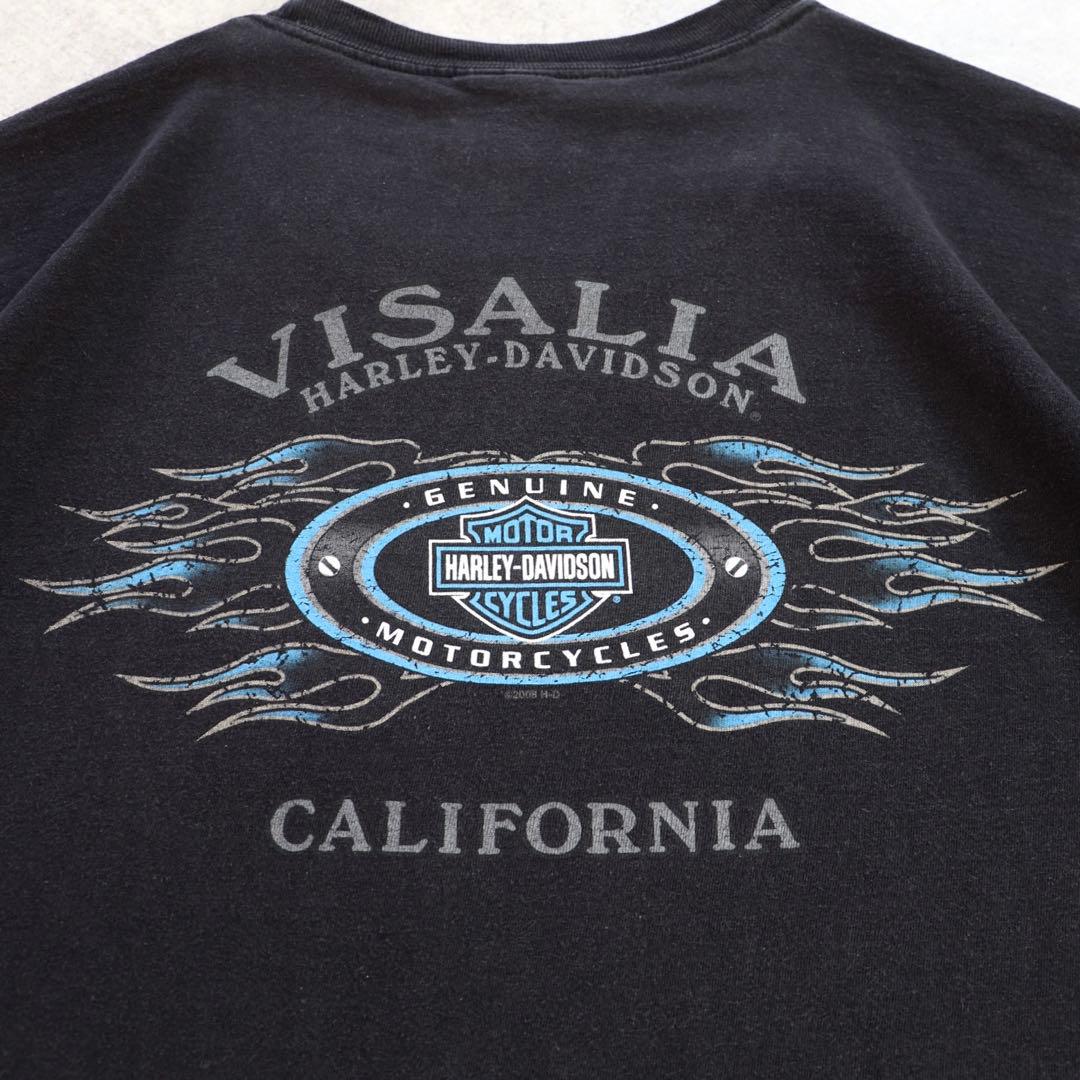 VISALIA
HARLEY-DAVIDSON®
· GENUINE ·
MOTOR
HARLEY-DAVIDSON
CYCLES®
· MOTORCYCLES ·
©2008 H-D
CALIFORNIA